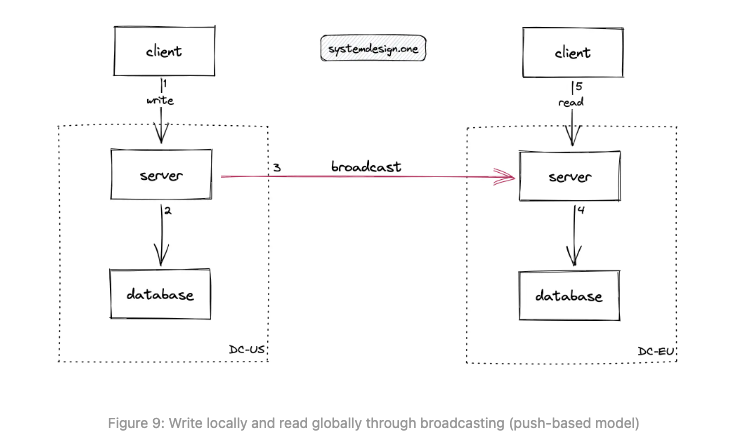 client
systemdesign.one
client
1
write
5
read
server
3
broadcast
server
2
4
database
database
DC-US
DC-EU
Figure 9: Write locally and read globally through broadcasting (push-based model)